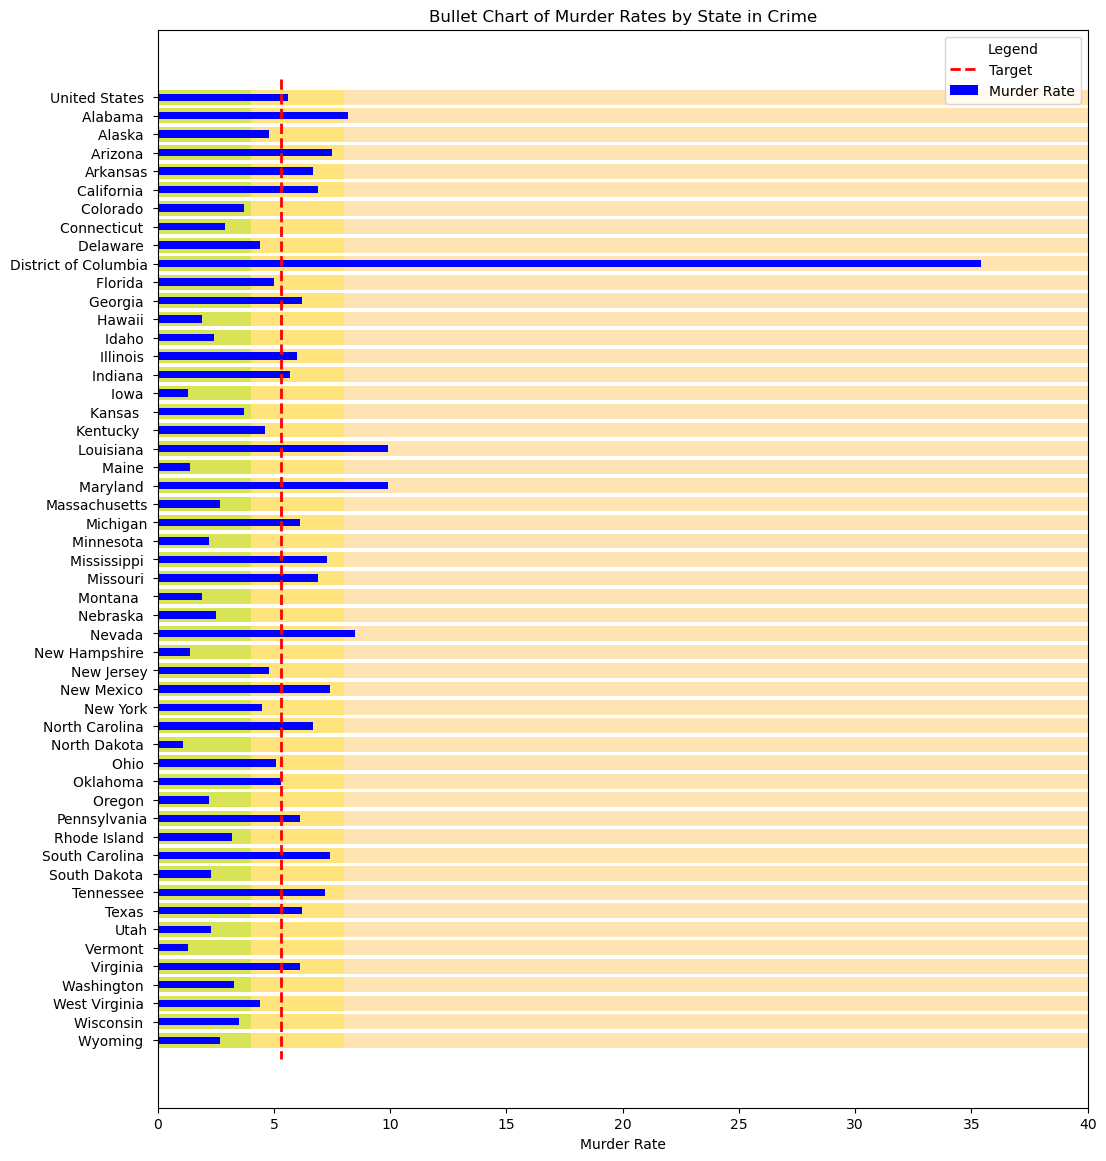 Bullet Chart of Murder Rates by State in Crime
Legend
Target
Murder Rate
United States
Alabama
Alaska
Arizona
Arkansas
California
Colorado
Connecticut
Delaware
District of Columbia
Florida
Georgia
Hawaii
Idaho
Illinois
Indiana
Iowa
Kansas
Kentucky
Louisiana
Maine
Maryland
Massachusetts
Michigan
Minnesota
Mississippi
Missouri
Montana
Nebraska
Nevada
New Hampshire
New Jersey
New Mexico
New York
North Carolina
North Dakota
Ohio
Oklahoma
Oregon
Pennsylvania
Rhode Island
South Carolina
South Dakota
Tennessee
Texas
Utah
Vermont
Virginia
Washington
West Virginia
Wisconsin
Wyoming
0 5 10 15 20 25 30 35 40
Murder Rate